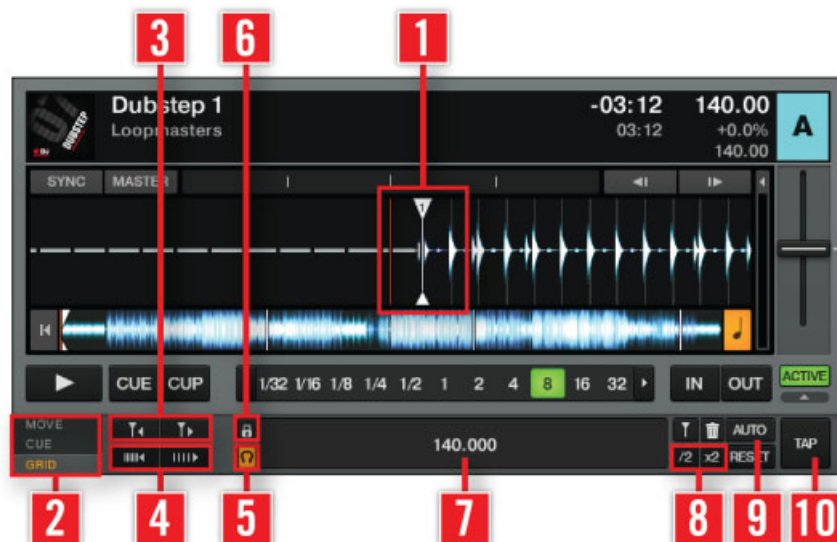 3 6 1
Dubstep 1 -03:12 140.00
Loopmasters 03:12 +0.0%
140.00
A
DUBSTEP
SYNC MASTER
1
CUE CUP 1/32 1/16 1/8 1/4 1/2 1 2 4 8 16 32 IN OUT ACTIVE
MOVE
CUE
GRID
140.000
AUTO
/2 x2 RESET
TAP
2 4 5 7 8 9 10